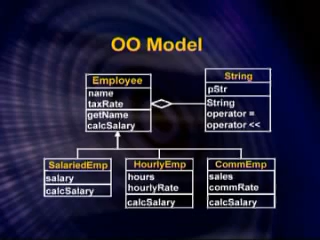 OO Model
Employee
name
taxRate
getName
calcSalary
String
pStr
String
operator =
operator <<
SalariedEmp
salary
calcSalary
HourlyEmp
hours
hourlyRate
calcSalary
CommEmp
sales
commRate
calcSalary